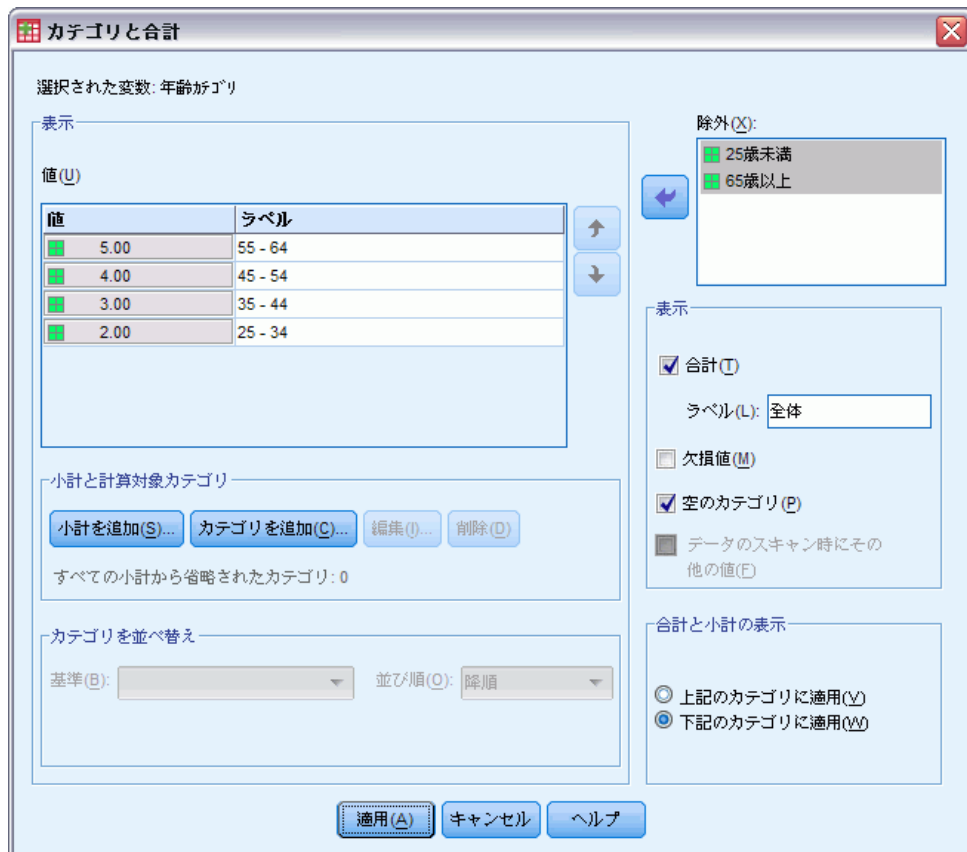 カテゴリと合計
選択された変数: 年齢カテゴリ
表示
値(U)
値 ラベル
5.00 55 - 64
4.00 45 - 54
3.00 35 - 44
2.00 25 - 34
小計と計算対象カテゴリ
小計を追加(S)... カテゴリを追加(C)... 編集(I)... 削除(D)
すべての小計から省略されたカテゴリ: 0
カテゴリを並べ替え
基準(B): 並び順(O): 降順
除外(X):
25歳未満
65歳以上
表示
合計(T)
ラベル(L): 全体
欠損値(M)
空のカテゴリ(P)
データのスキャン時にその
他の値(F)
合計と小計の表示
上記のカテゴリに適用(V)
下記のカテゴリに適用(W)
適用(A) キャンセル ヘルプ